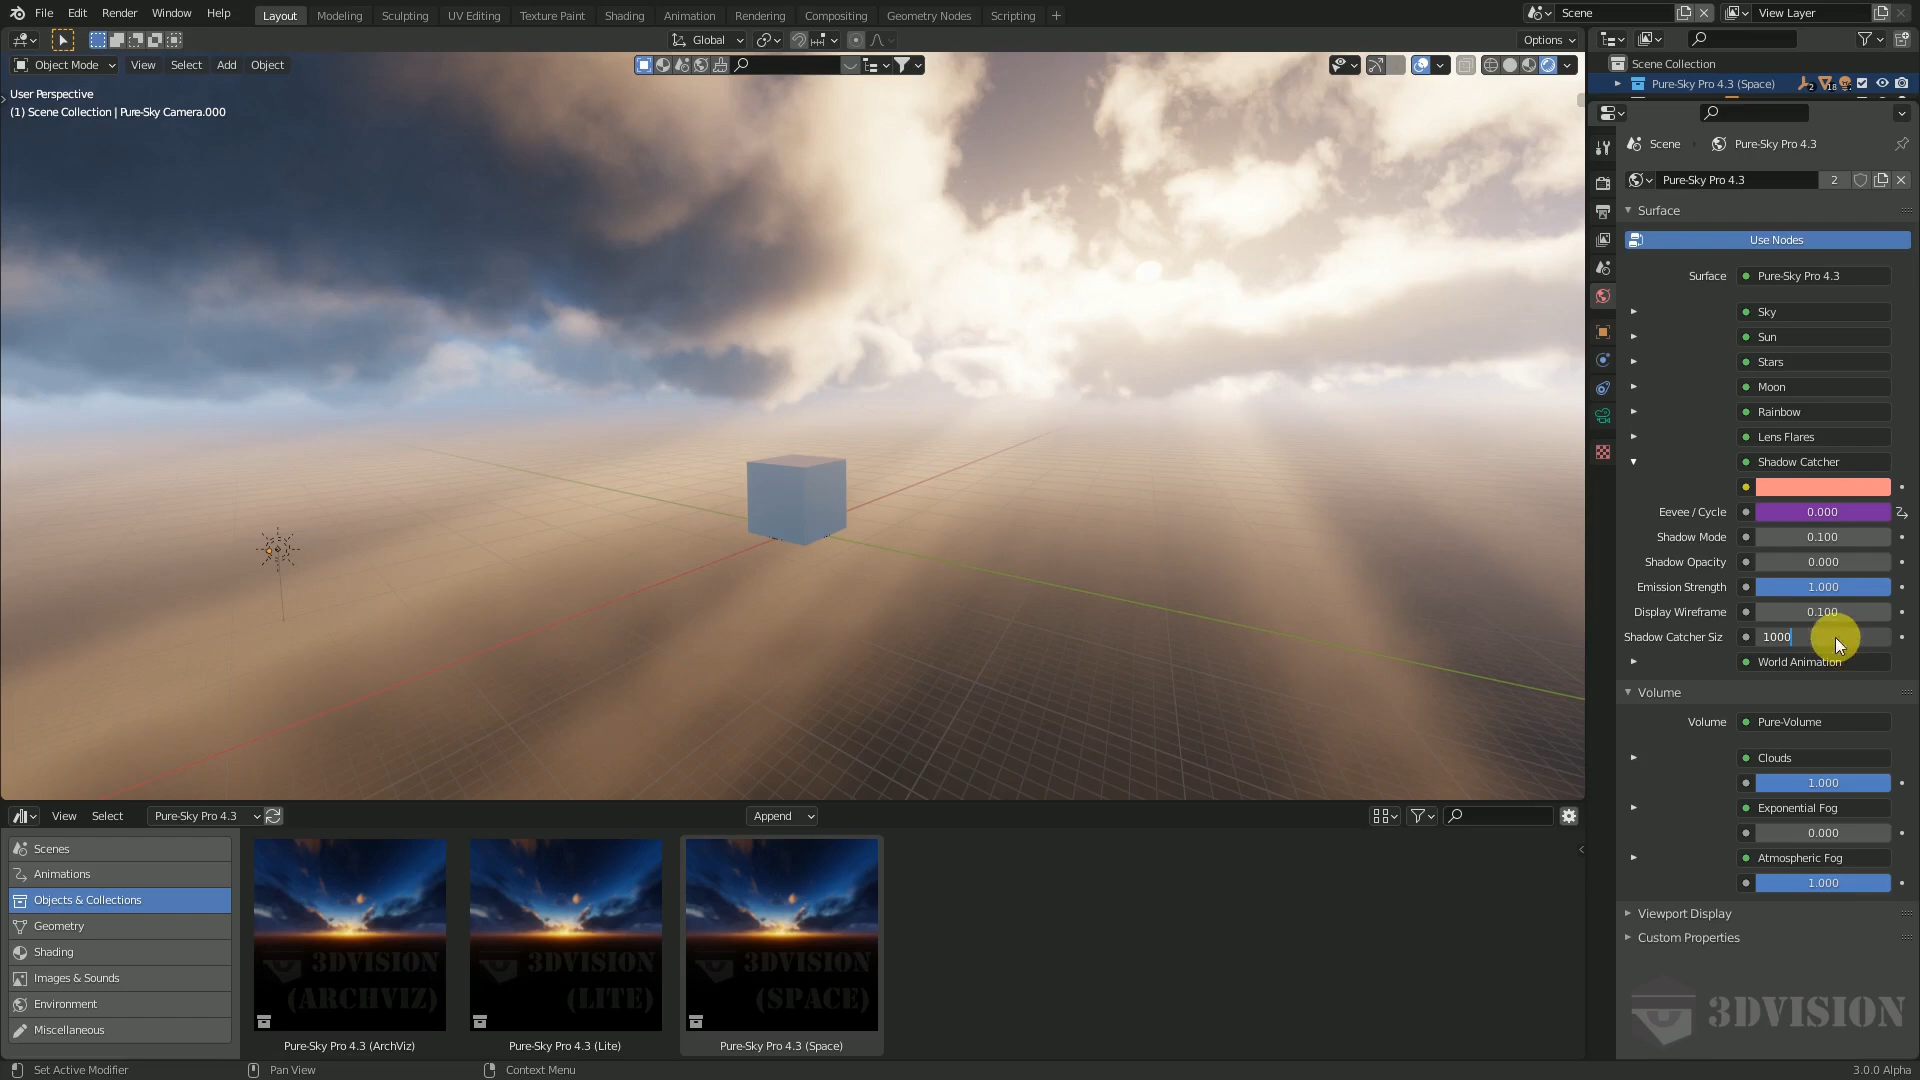 File Edit Render Window Help Layout Modeling Sculpting UV Editing Texture Paint Shading Animation Rendering Compositing Geometry Nodes Scripting + Scene View Layer
Global Options
Object Mode View Select Add Object
User Perspective
(1) Scene Collection | Pure-Sky Camera.000
Scene Collection
Pure-Sky Pro 4.3 (Space) 2 18
Scene Pure-Sky Pro 4.3
Pure-Sky Pro 4.3 2
Surface
Use Nodes
Surface Pure-Sky Pro 4.3
Sky
Sun
Stars
Moon
Rainbow
Lens Flares
Shadow Catcher
Eevee / Cycle 0.000
Shadow Mode 0.100
Shadow Opacity 0.000
Emission Strength 1.000
Display Wireframe 0.100
Shadow Catcher Siz 1000
World Animation
Volume
Volume Pure-Volume
Clouds
1.000
Exponential Fog
0.000
Atmospheric Fog
1.000
Viewport Display
Custom Properties
3DVISION
View Select Pure-Sky Pro 4.3 Append
Scenes
Animations
Objects & Collections
Geometry
Shading
Images & Sounds
Environment
Miscellaneous
3DVISION
(ARCHVIZ)
Pure-Sky Pro 4.3 (ArchViz)
3DVISION
(LITE)
Pure-Sky Pro 4.3 (Lite)
3DVISION
(SPACE)
Pure-Sky Pro 4.3 (Space)
Set Active Modifier Pan View Context Menu 3.0.0 Alpha